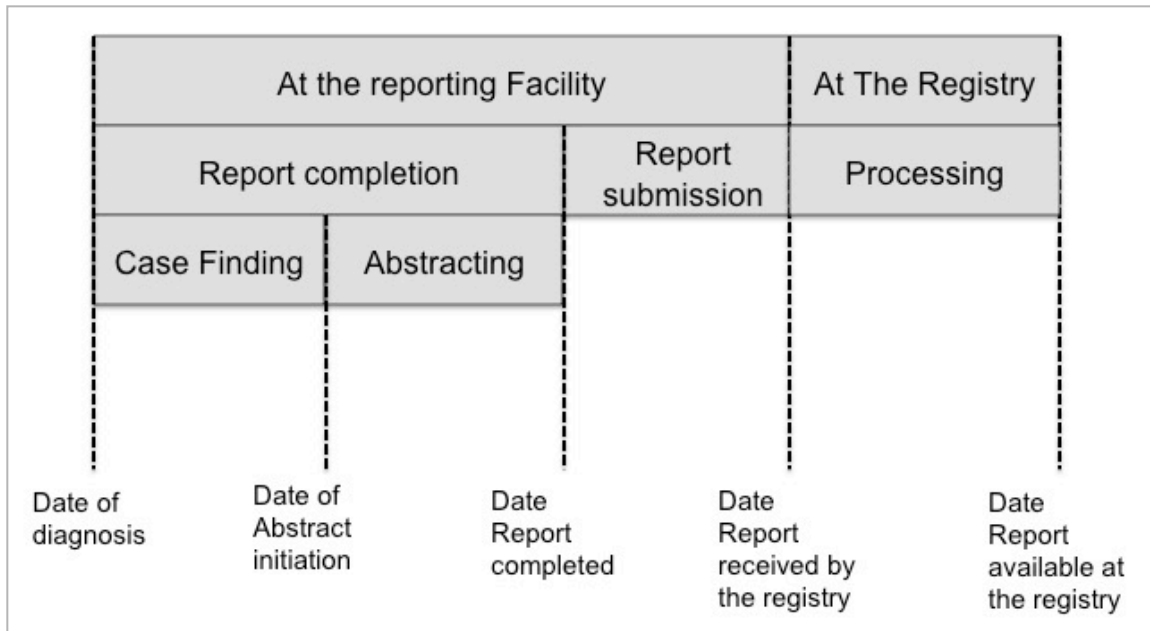 At the reporting Facility
At The Registry
Report completion
Report
submission
Processing
Case Finding
Abstracting
Date of
diagnosis
Date of
Abstract
initiation
Date
Report
completed
Date
Report
received by
the registry
Date
Report
available at
the registry